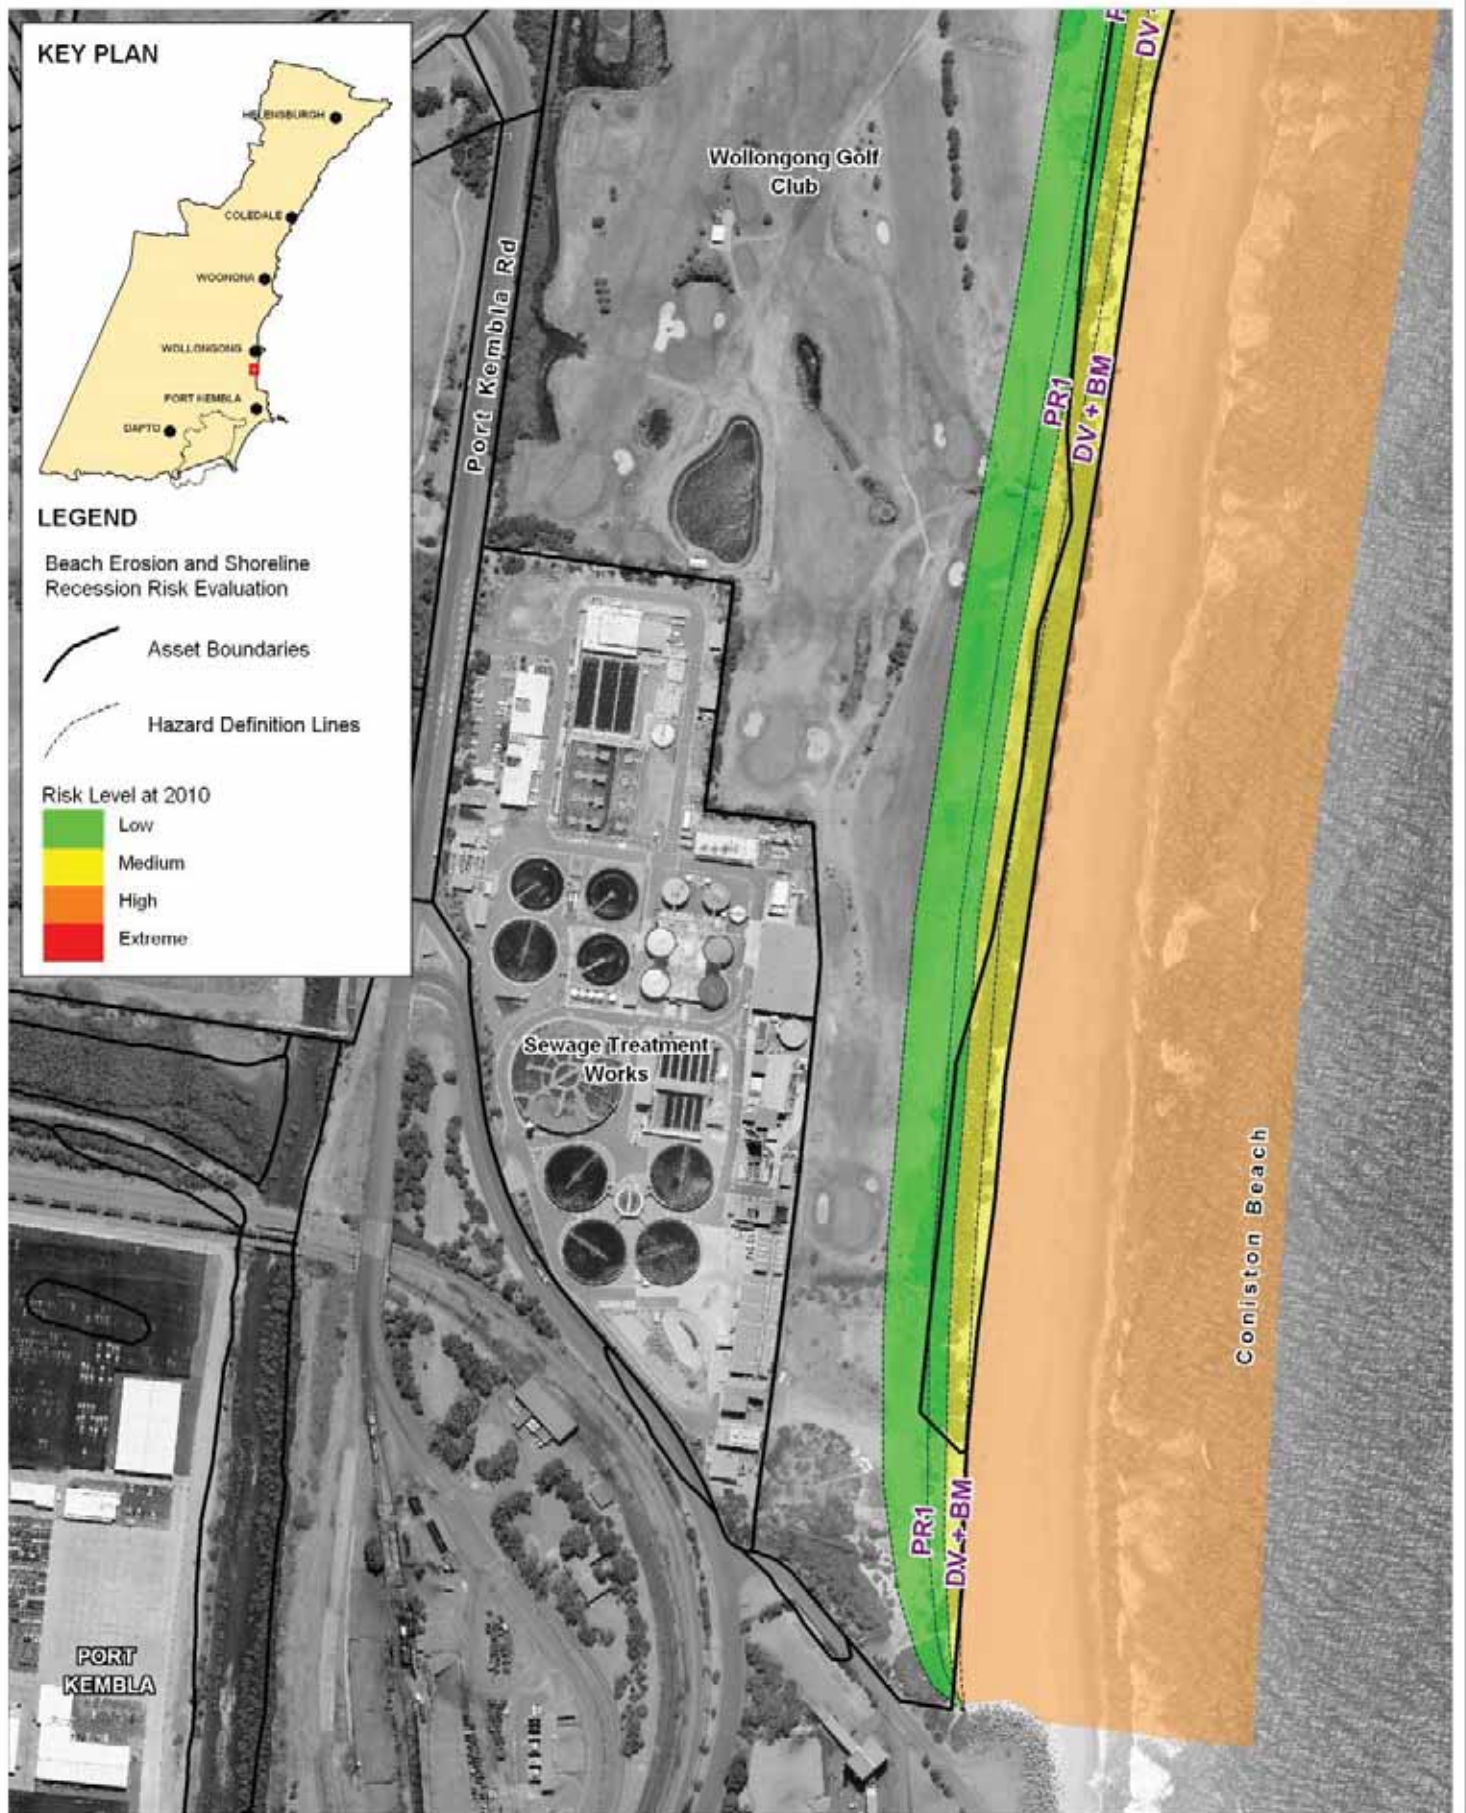 KEY PLAN
HELENSBURGH
COLEDALE
WOONONA
WOLLONGONG
PORT KEMBLA
DAPTO
LEGEND
Beach Erosion and Shoreline
Recession Risk Evaluation
Asset Boundaries
Hazard Definition Lines
Risk Level at 2010
Low
Medium
High
Extreme
Wollongong Golf
Club
Port Kembla Rd
DV
PR1
DV + BM
Sewage Treatment
Works
Coniston Beach
PR1
DV + BM
PORT
KEMBLA